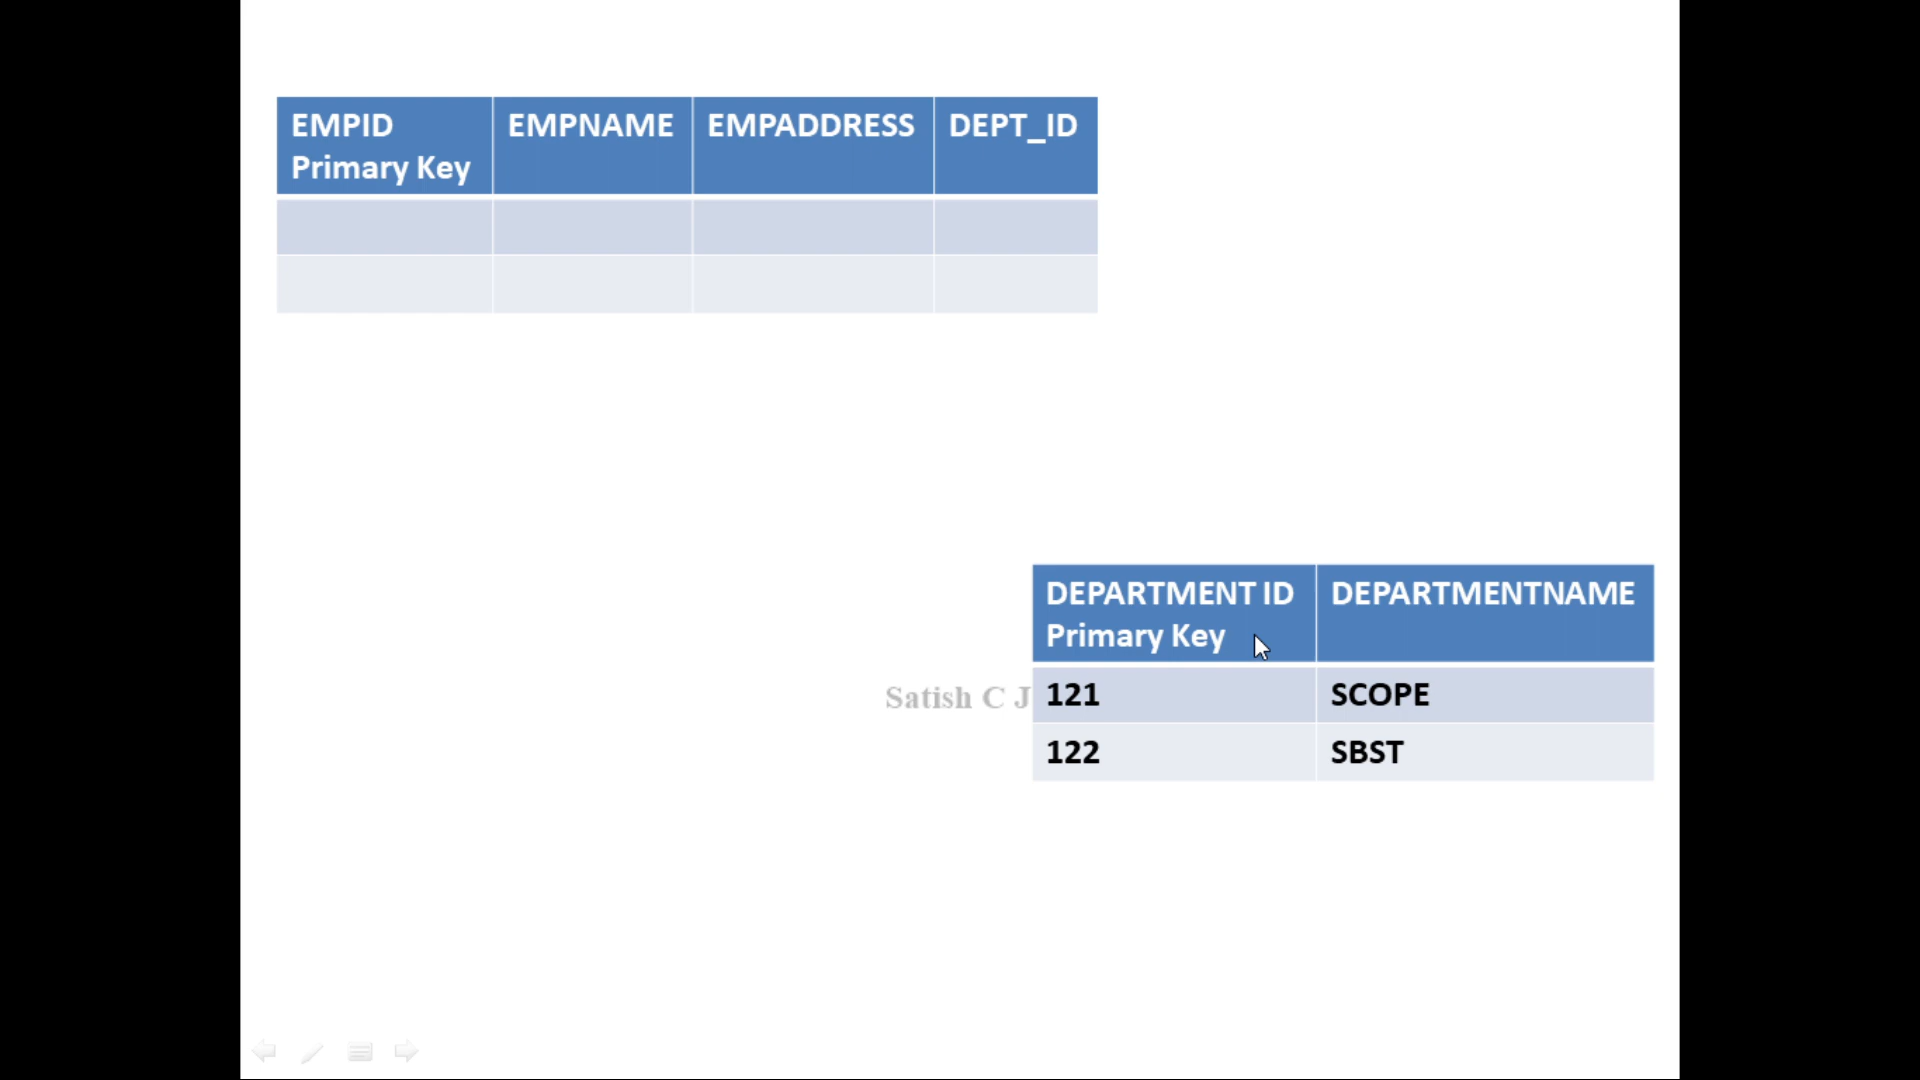 EMPID EMPNAME EMPADDRESS DEPT_ID
Primary Key
DEPARTMENT ID DEPARTMENTNAME
Primary Key
Satish C J 121 SCOPE
122 SBST